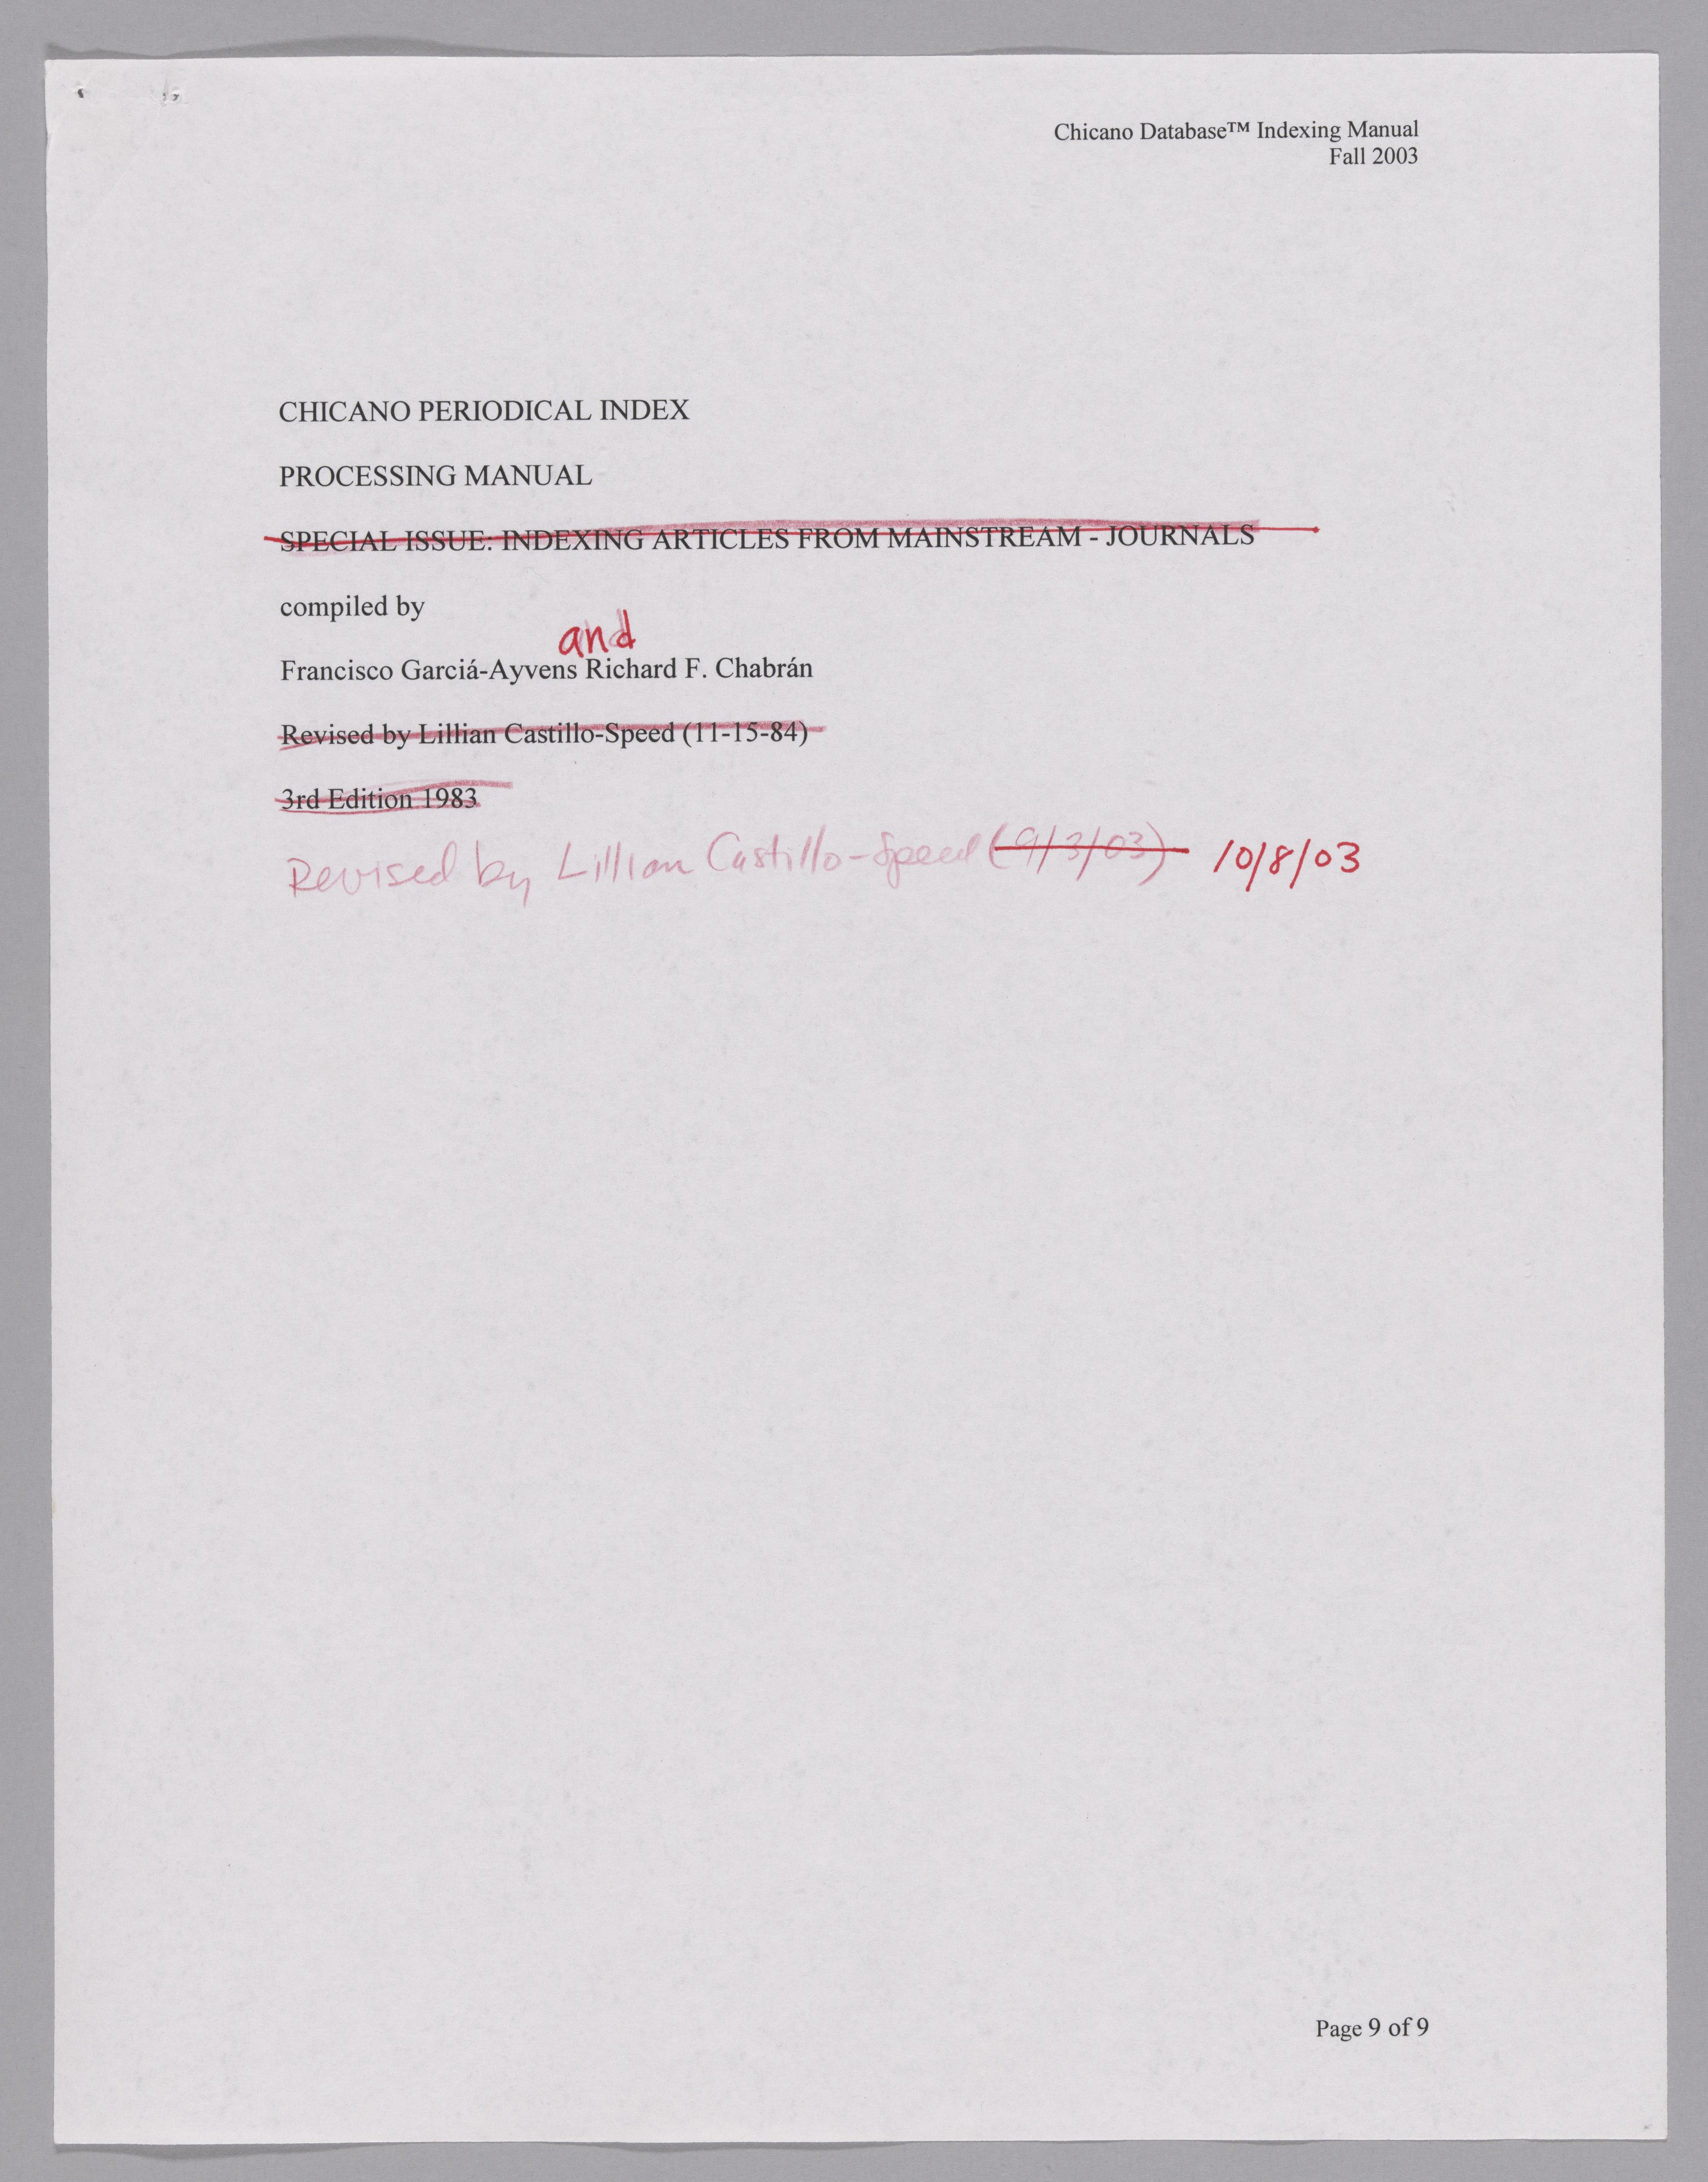 Chicano Database™ Indexing Manual
Fall 2003
CHICANO PERIODICAL INDEX
PROCESSING MANUAL
SPECIAL ISSUE: INDEXING ARTICLES FROM MAINSTREAM - JOURNALS
compiled by
and
Francisco Garciá-Ayvens Richard F. Chabrán
Revised by Lillian Castillo-Speed (11-15-84)
3rd Edition 1983
Revised by Lillian Castillo-Speed (9/3/03) 10/8/03
Page 9 of 9